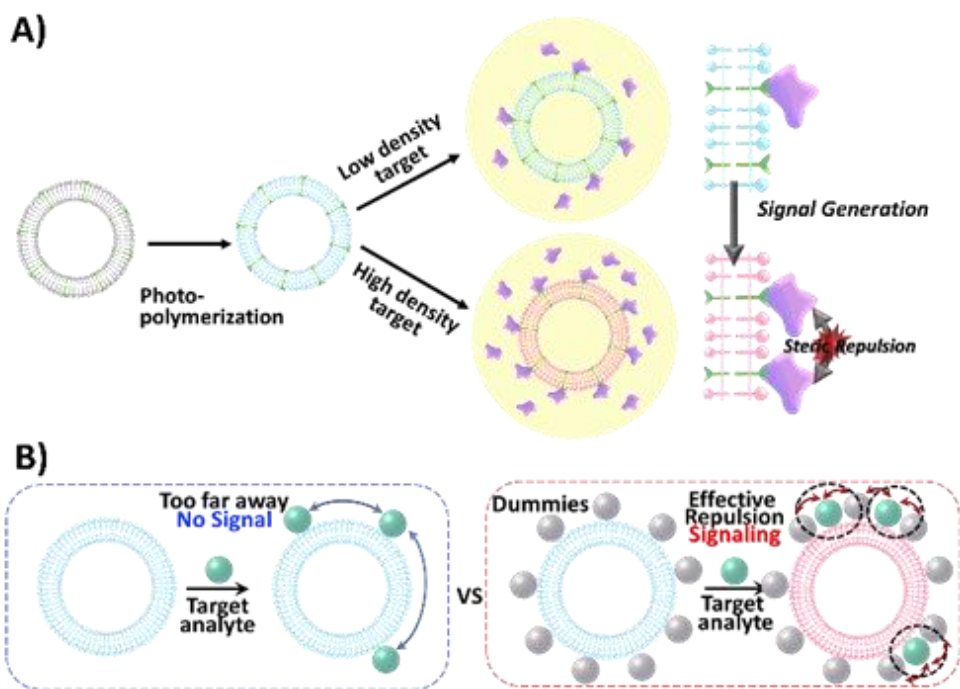 A)
Photo-
polymerization
Low density
target
High density
target
Signal Generation
Steric Repulsion
B)
Too far away
No Signal
Target
analyte
VS
Dummies
Effective
Repulsion
Signaling
Target
analyte